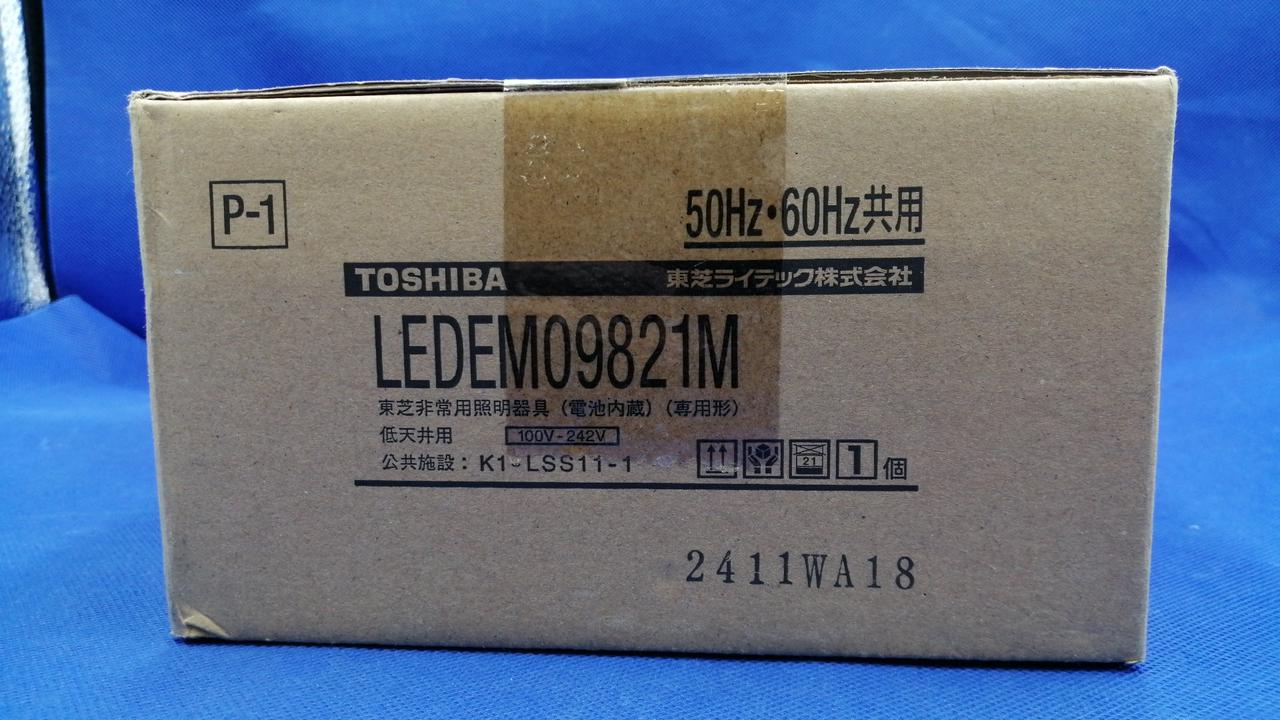 P-1
50Hz・60Hz共用
TOSHIBA 東芝ライテック株式会社
LEDEM09821M
東芝非常用照明器具（電池内蔵）（専用形）
低天井用 100V-242V
公共施設：K1-LSS11-1
21
1個
2411WA18